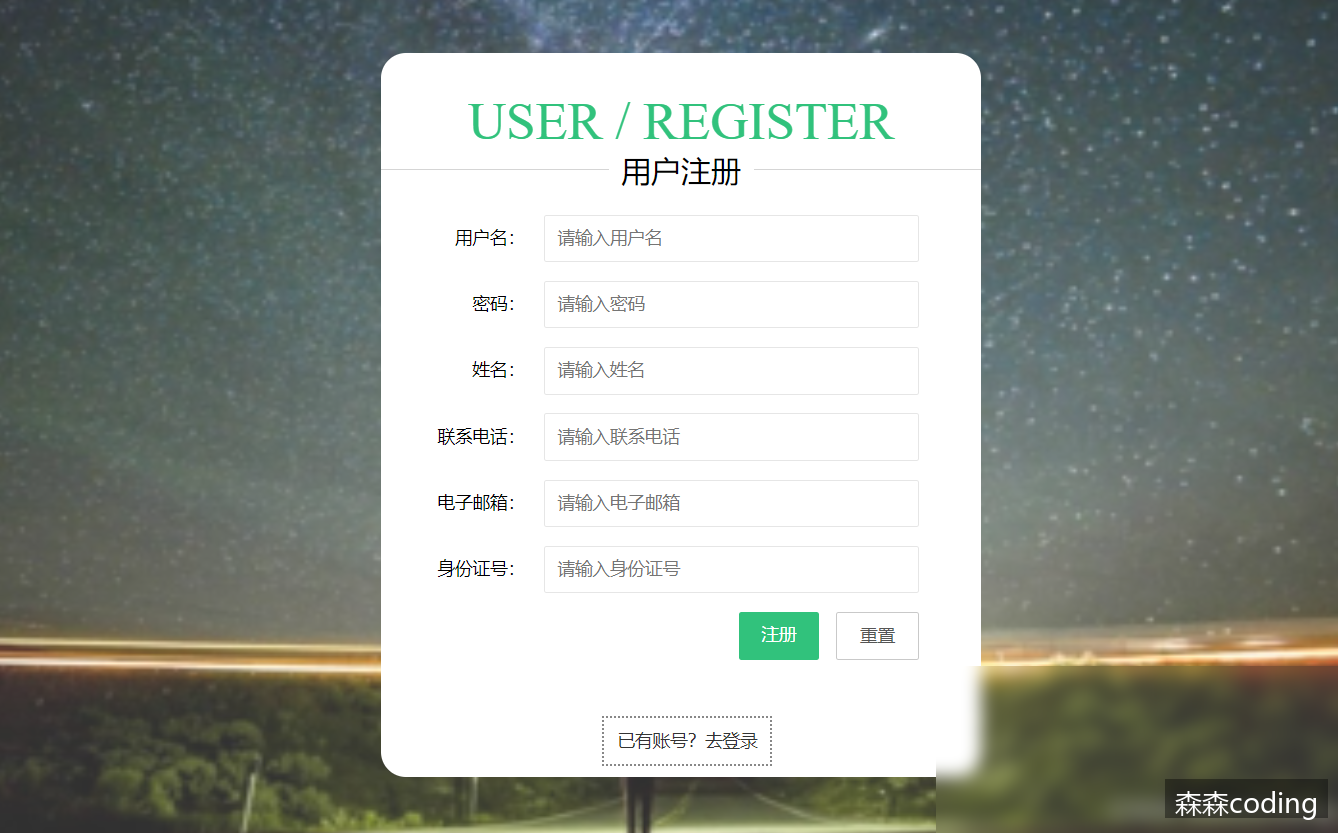 USER / REGISTER
用户注册
用户名：
请输入用户名
密码：
请输入密码
姓名：
请输入姓名
联系电话：
请输入联系电话
电子邮箱：
请输入电子邮箱
身份证号：
请输入身份证号
注册
重置
已有账号？去登录
森森coding